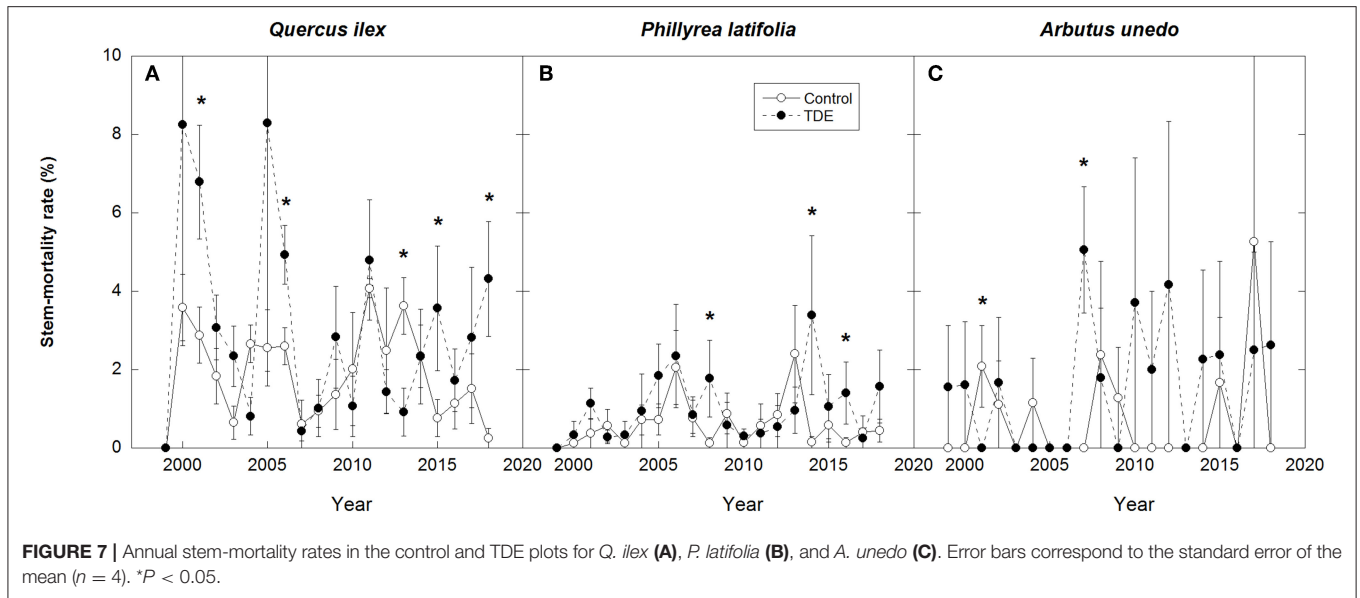 Quercus ilex
Phillyrea latifolia
Arbutus unedo
Stem-mortality rate (%)
10
8
6
4
2
0
A
*
*
*
*
*
B
Control
TDE
*
*
*
C
*
*
2000 2005 2010 2015 2020
2000 2005 2010 2015 2020
2000 2005 2010 2015 2020
Year
Year
Year
FIGURE 7 | Annual stem-mortality rates in the control and TDE plots for Q. ilex (A), P. latifolia (B), and A. unedo (C). Error bars correspond to the standard error of the
mean (n = 4). *P < 0.05.